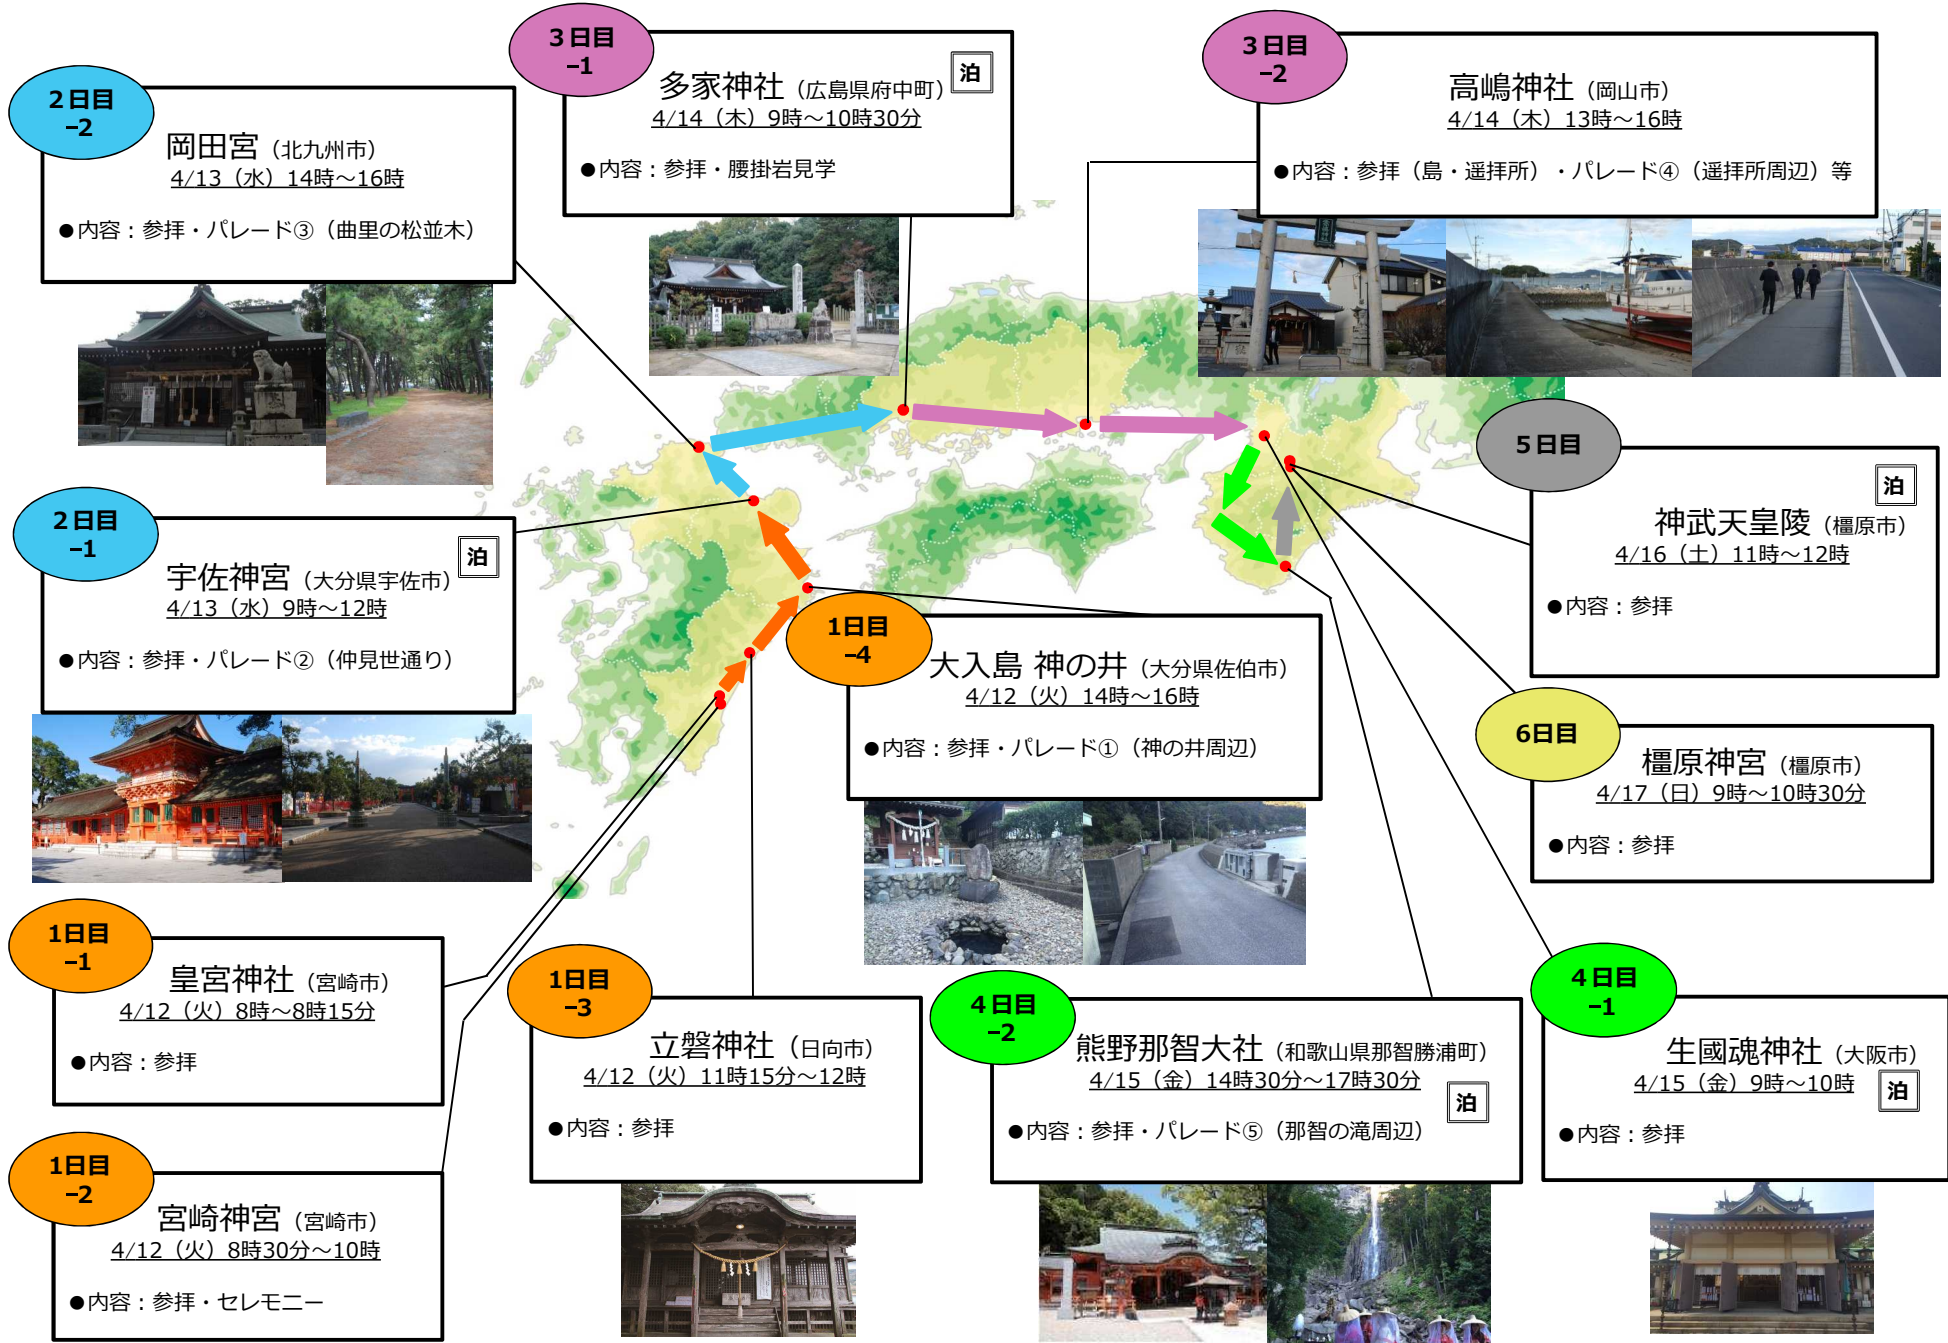 3日目
−1
多家神社（広島県府中町）
泊
4/14（木）9時～10時30分
●内容：参拝・腰掛岩見学
3日目
−2
高嶋神社（岡山市）
4/14（木）13時～16時
●内容：参拝（島・遥拝所）・パレード④（遥拝所周辺）等
2日目
−2
岡田宮（北九州市）
4/13（水）14時～16時
●内容：参拝・パレード③（曲里の松並木）
2日目
−1
宇佐神宮（大分県宇佐市）
泊
4/13（水）9時～12時
●内容：参拝・パレード②（仲見世通り）
5日目
泊
神武天皇陵（橿原市）
4/16（土）11時～12時
●内容：参拝
1日目
−4
大入島 神の井（大分県佐伯市）
4/12（火）14時～16時
●内容：参拝・パレード①（神の井周辺）
6日目
橿原神宮（橿原市）
4/17（日）9時～10時30分
●内容：参拝
1日目
−1
皇宮神社（宮崎市）
4/12（火）8時～8時15分
●内容：参拝
1日目
−2
宮崎神宮（宮崎市）
4/12（火）8時30分～10時
●内容：参拝・セレモニー
1日目
−3
立磐神社（日向市）
4/12（火）11時15分～12時
●内容：参拝
4日目
−2
熊野那智大社（和歌山県那智勝浦町）
4/15（金）14時30分～17時30分
泊
●内容：参拝・パレード⑤（那智の滝周辺）
4日目
−1
生國魂神社（大阪市）
4/15（金）9時～10時
泊
●内容：参拝